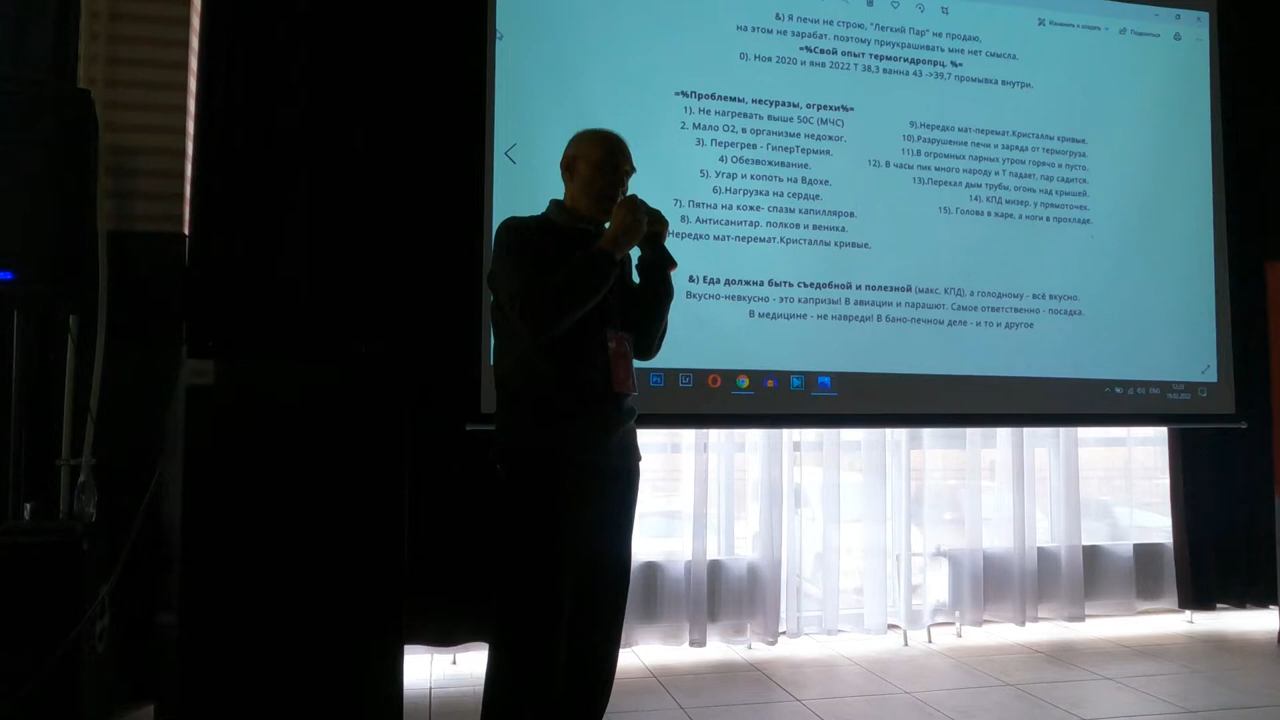 Изменить и создать
Поделиться
&) Я печи не строю, "Легкий Пар" не продаю,
на этом не зарабат. поэтому приукрашивать мне нет смысла.
=%Свой опыт термогидропрц. %=
0). Ноя 2020 и янв 2022 Т 38,3 ванна 43 ->39,7 промывка внутри.
=%Проблемы, несуразы, огрехи%=
1). Не нагревать выше 50С (МЧС)
2. Мало О2, в организме недожог.
3). Перегрев - ГиперТермия.
4) Обезвоживание.
5). Угар и копоть на Вдохе.
6).Нагрузка на сердце.
7). Пятна на коже- спазм капилляров.
8). Антисанитар. полков и веника.
Нередко мат-перемат.Кристаллы кривые.
9).Нередко мат-перемат.Кристаллы кривые.
10).Разрушение печи и заряда от термогруза.
11).В огромных парных утром горячо и пусто.
12). В часы пик много народу и Т падает, пар садится.
13).Перекал дым трубы, огонь над крышей.
14). КПД мизер. у прямоточек.
15). Голова в жаре, а ноги в прохладе.
&) Еда должна быть съедобной и полезной (макс. КПД), а голодному - всё вкусно.
Вкусно-невкусно - это капризы! В авиации и парашют. Самое ответственно - посадка.
В медицине - не навреди! В бано-печном деле - и то и другое
Ps
Lr
ENG